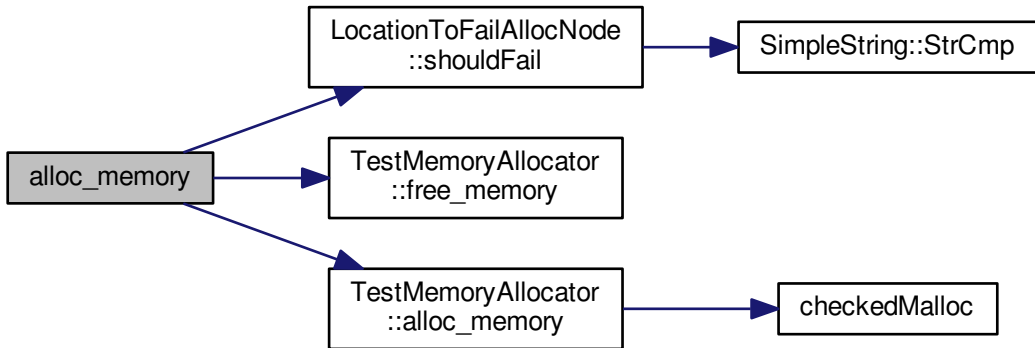 LocationToFailAllocNode
::shouldFail
SimpleString::StrCmp
alloc_memory
TestMemoryAllocator
::free_memory
TestMemoryAllocator
::alloc_memory
checkedMalloc